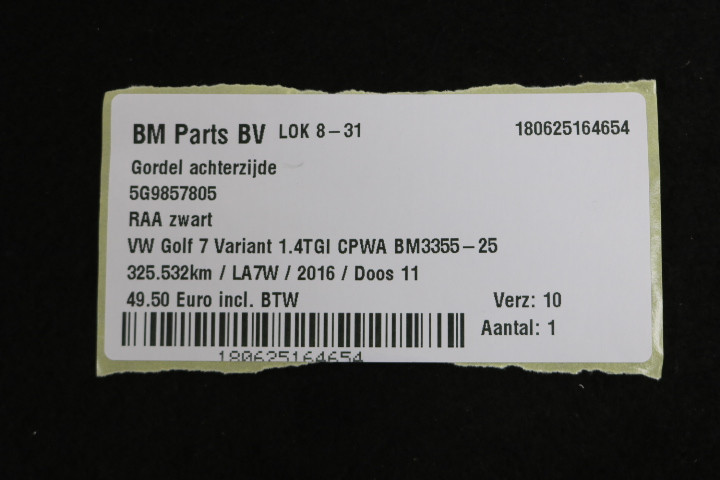 BM Parts BV LOK 8-31 180625164654
Gordel achterzijde
5G9857805
RAA zwart
VW Golf 7 Variant 1.4TGI CPWA BM3355-25
325.532km / LA7W / 2016 / Doos 11
49.50 Euro incl. BTW Verz: 10
Aantal: 1
180625164654